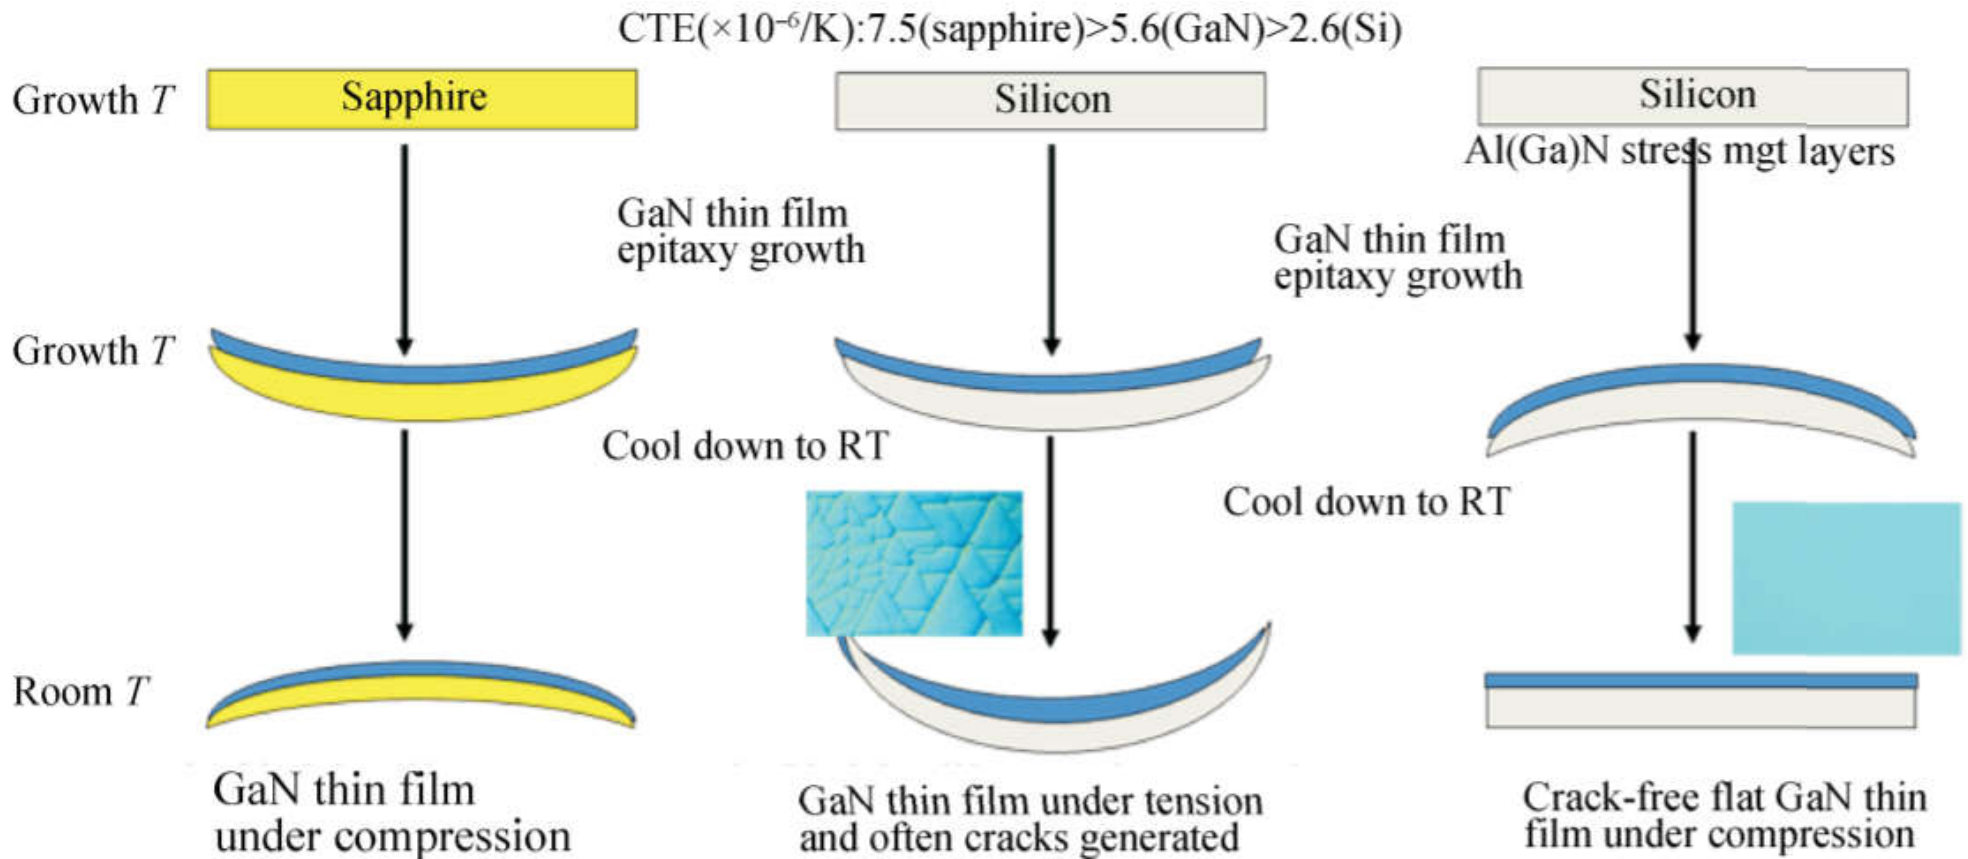 CTE(×10⁻⁶/K):7.5(sapphire)>5.6(GaN)>2.6(Si)
Growth T
Sapphire
Silicon
Silicon
Al(Ga)N stress mgt layers
GaN thin film
epitaxy growth
GaN thin film
epitaxy growth
Growth T
Cool down to RT
Cool down to RT
Room T
GaN thin film
under compression
GaN thin film under tension
and often cracks generated
Crack-free flat GaN thin
film under compression